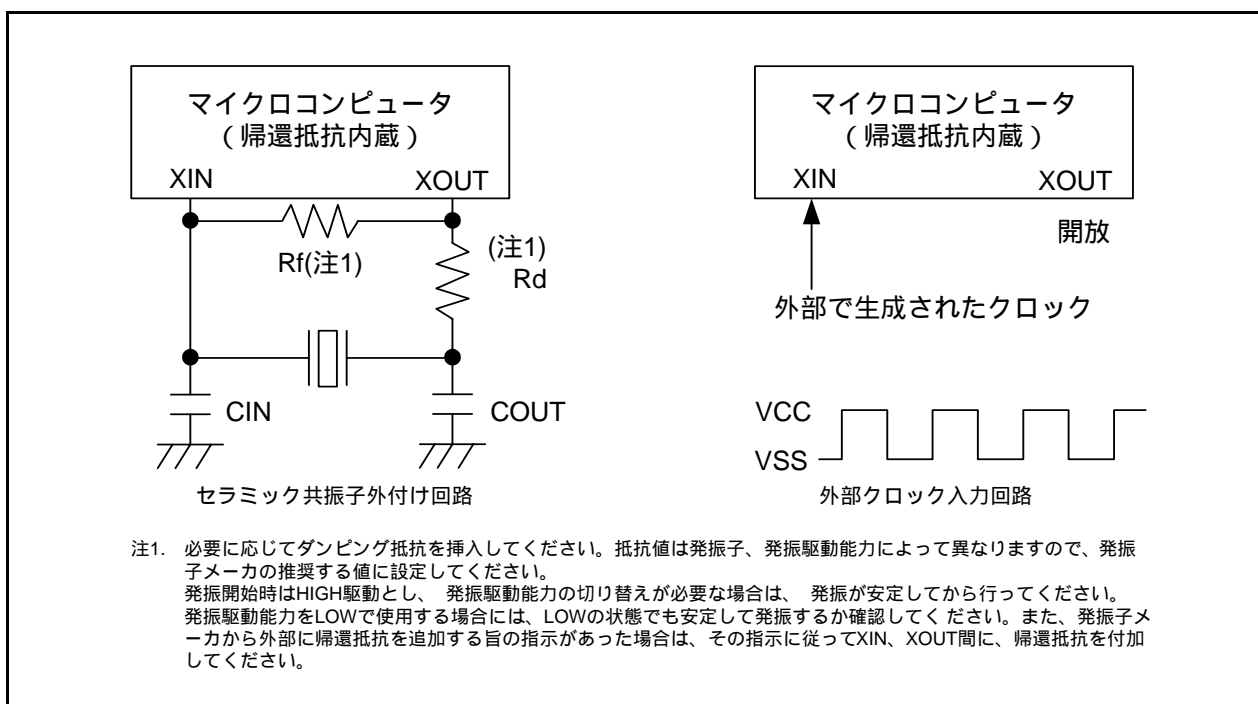 マイクロコンピュータ
(帰還抵抗内蔵)
XIN XOUT
Rf(注1)
(注1)
Rd
CIN
COUT
セラミック共振子外付け回路
マイクロコンピュータ
(帰還抵抗内蔵)
XIN XOUT
開放
外部で生成されたクロック
VCC
VSS
外部クロック入力回路
注1. 必要に応じてダンピング抵抗を挿入してください。抵抗値は発振子、発振駆動能力によって異なりますので、発振
子メーカの推奨する値に設定してください。
発振開始時はHIGH駆動とし、 発振駆動能力の切り替えが必要な場合は、 発振が安定してから行ってください。
発振駆動能力をLOWで使用する場合には、LOWの状態でも安定して発振するか確認してく ださい。また、発振子メ
ーカから外部に帰還抵抗を追加する旨の指示があった場合は、その指示に従ってXIN、XOUT間に、帰還抵抗を付加
してください。